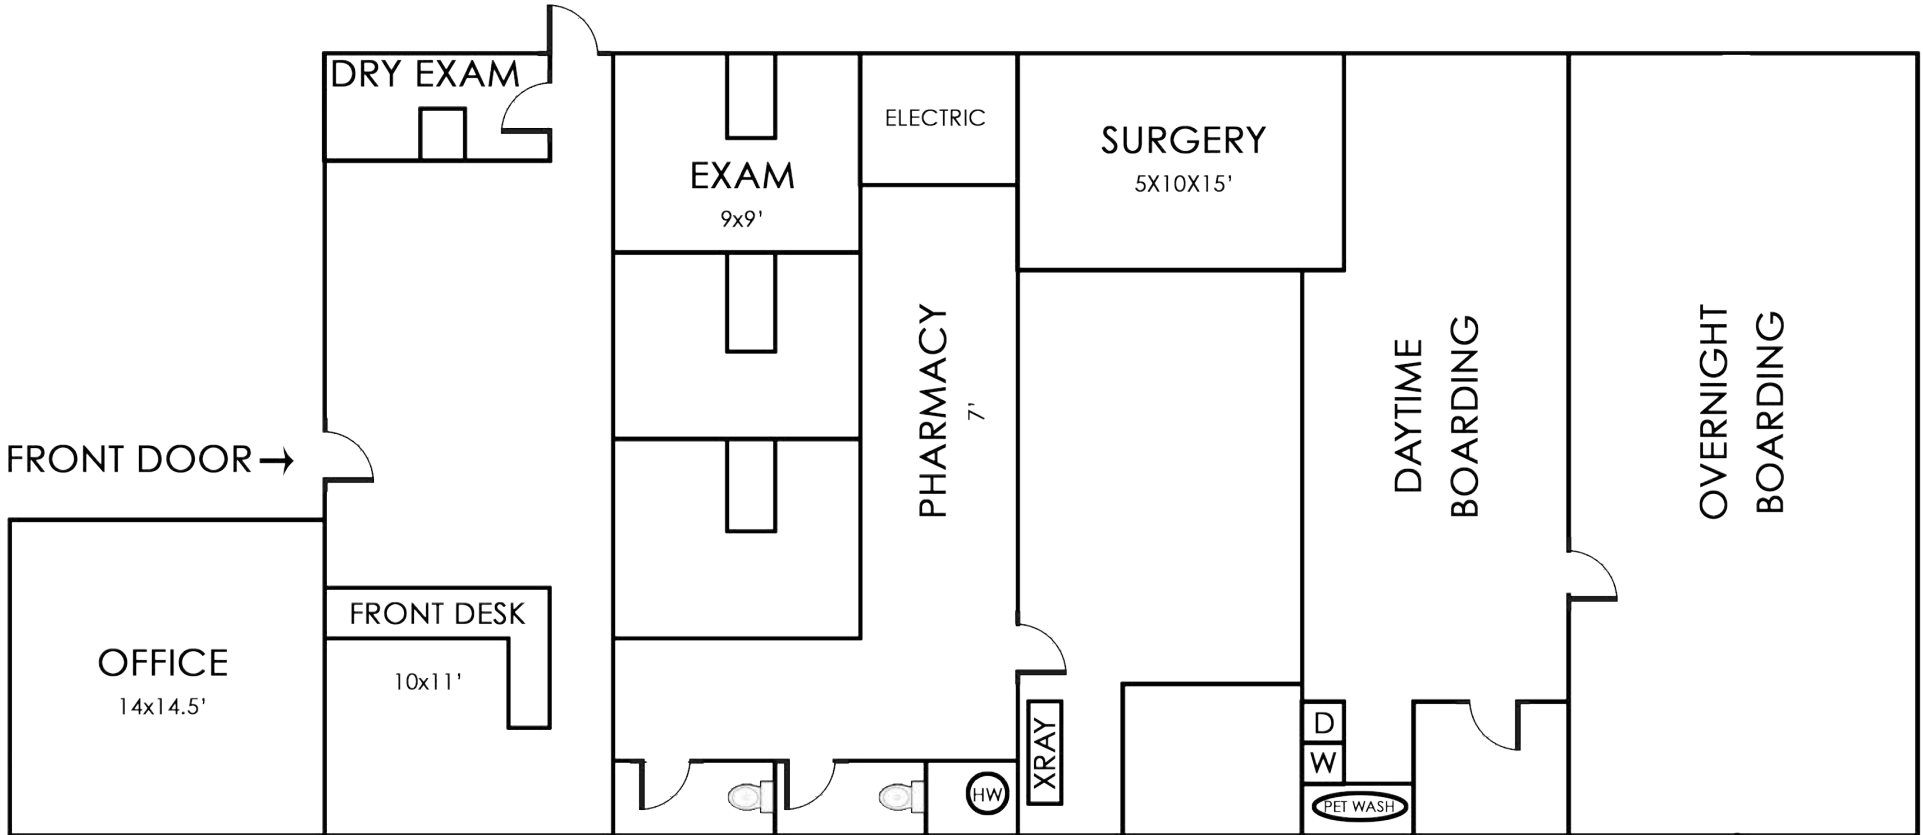 DRY EXAM
ELECTRIC
EXAM
9x9'
SURGERY
5X10X15'
PHARMACY
7'
DAYTIME
BOARDING
OVERNIGHT
BOARDING
FRONT DOOR→
FRONT DESK
10x11'
OFFICE
14x14.5'
XRAY
D
W
HW
PET WASH